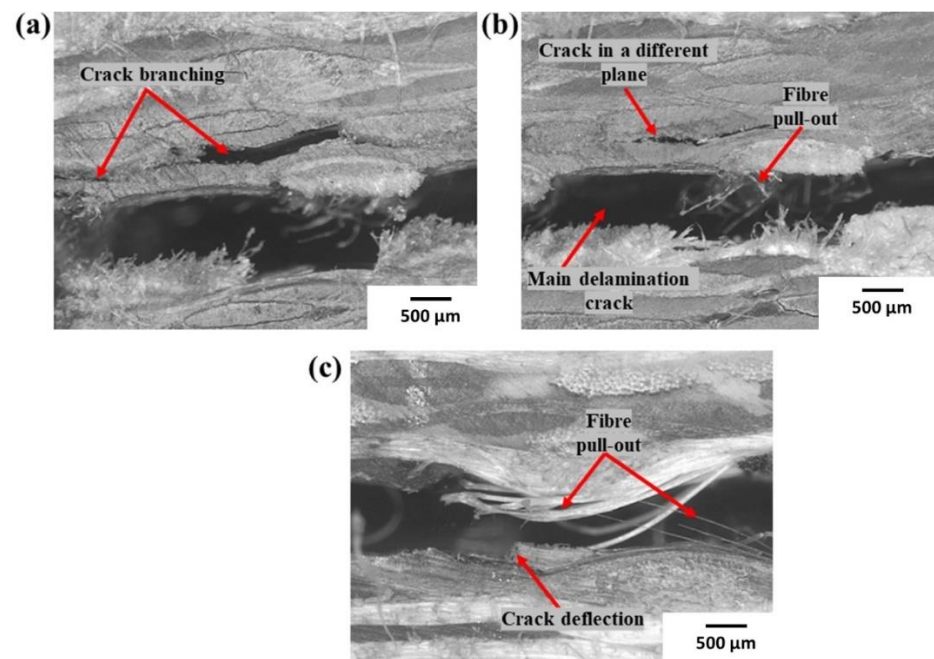 (a)
Crack branching
500 µm
(b)
Crack in a different
plane
Fibre
pull-out
Main delamination
crack
500 µm
(c)
Fibre
pull-out
Crack deflection
500 µm